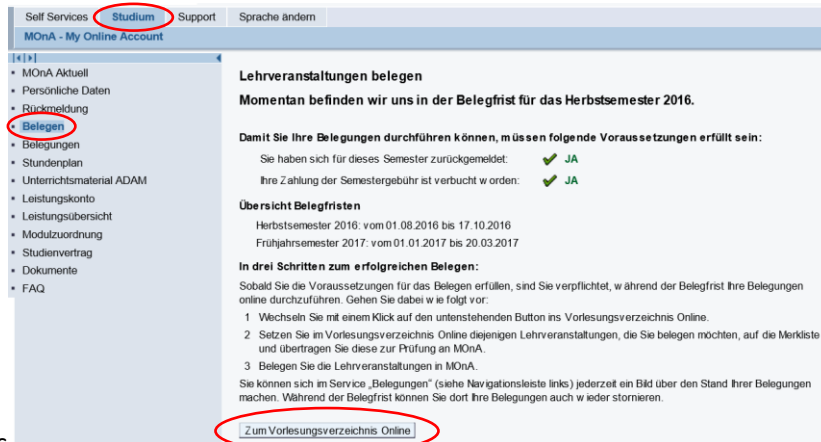 Self Services Studium Support Sprache ändern
MOnA - My Online Account
MOnA Aktuell
Persönliche Daten
Rückmeldung
Belegen
Belegungen
Stundenplan
Unterrichtsmaterial ADAM
Leistungskonto
Leistungsübersicht
Modulzuordnung
Studienvertrag
Dokumente
FAQ
Lehrveranstaltungen belegen
Momentan befinden wir uns in der Belegfrist für das Herbstsemester 2016.
Damit Sie Ihre Belegungen durchführen können, müssen folgende Voraussetzungen erfüllt sein:
Sie haben sich für dieses Semester zurückgemeldet: JA
Ihre Zahlung der Semestergebühr ist verbucht worden: JA
Übersicht Belegfristen
Herbstsemester 2016: vom 01.08.2016 bis 17.10.2016
Frühjahrsemester 2017: vom 01.01.2017 bis 20.03.2017
In drei Schritten zum erfolgreichen Belegen:
Sobald Sie die Voraussetzungen für das Belegen erfüllen, sind Sie verpflichtet, während der Belegfrist Ihre Belegungen
online durchzuführen. Gehen Sie dabei wie folgt vor:
1 Wechseln Sie mit einem Klick auf den untenstehenden Button ins Vorlesungsverzeichnis Online.
2 Setzen Sie im Vorlesungsverzeichnis Online diejenigen Lehrveranstaltungen, die Sie belegen möchten, auf die Merkliste
und übertragen Sie diese zur Prüfung an MOnA.
3 Belegen Sie die Lehrveranstaltungen in MOnA.
Sie können sich im Service „Belegungen" (siehe Navigationsleiste links) jederzeit ein Bild über den Stand Ihrer Belegungen
machen. Während der Belegfrist können Sie dort Ihre Belegungen auch wieder stornieren.
Zum Vorlesungsverzeichnis Online